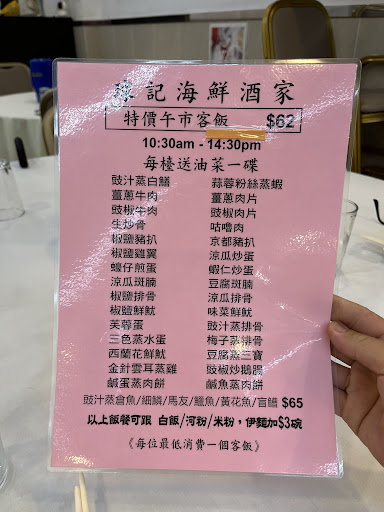 記海鮮酒家
特價午市客飯 $62
10:30am - 14:30pm
每檯送油菜一碟
豉汁蒸白鱔 蒜蓉粉絲蒸蝦
薑蔥牛肉 薑蔥肉片
豉椒牛肉 豉椒肉片
生炒骨 咕嚕肉
椒鹽豬扒 京都豬扒
椒鹽雞翼 涼瓜炒蛋
蠔仔煎蛋 蝦仁炒蛋
涼瓜斑腩 豆腐斑腩
椒鹽排骨 涼瓜排骨
椒鹽鮮魷 味菜鮮魷
芙蓉蛋 豉汁蒸排骨
三色蒸水蛋 梅子蒸排骨
西蘭花鮮魷 豆腐蒸三寶
金針雲耳蒸雞 豉椒炒鵝腸
鹹蛋蒸肉餅 鹹魚蒸肉餅
豉汁蒸倉魚/細鱗/馬友/鱲魚/黃花魚/盲鰽 $65
以上飯餐可跟 白飯/河粉/米粉，伊麵加$3碗
《每位最低消費一個客飯》